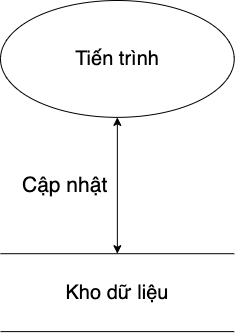 Tiến trình
Cập nhật
Kho dữ liệu